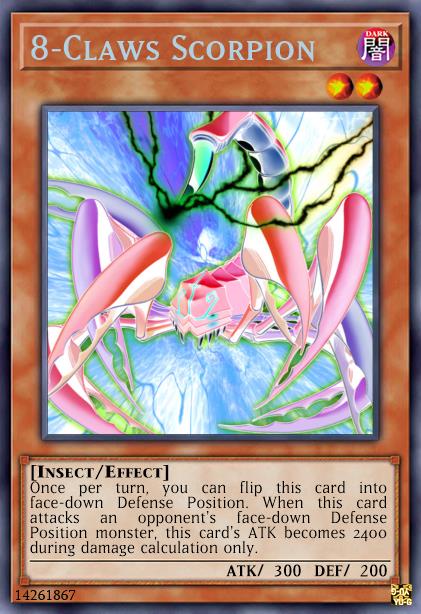 8-Claws Scorpion
DARK
闇
[Insect/Effect]
Once per turn, you can flip this card into
face-down Defense Position. When this card
attacks an opponent's face-down Defense
Position monster, this card's ATK becomes 2400
during damage calculation only.
ATK/ 300 DEF/ 200
14261867